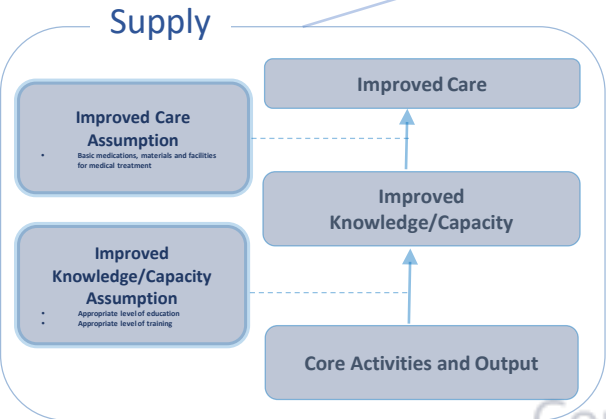 Supply
Improved Care
Improved Care
Assumption
• Basic medications, materials and facilities
for medical treatment
Improved
Knowledge/Capacity
Improved
Knowledge/Capacity
Assumption
• Appropriate level of education
• Appropriate level of training
Core Activities and Output